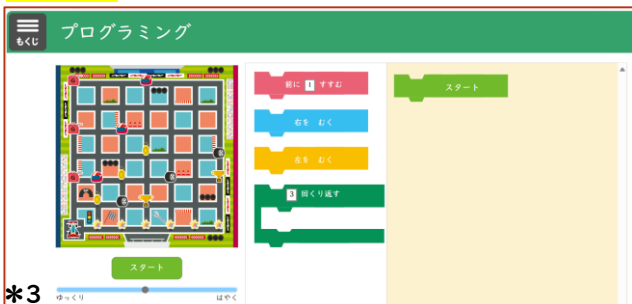 もくじ
プログラミング
前に 1 すすむ
右を むく
左を むく
3 回くり返す
スタート
スタート
*3
ゆっくり
はやく